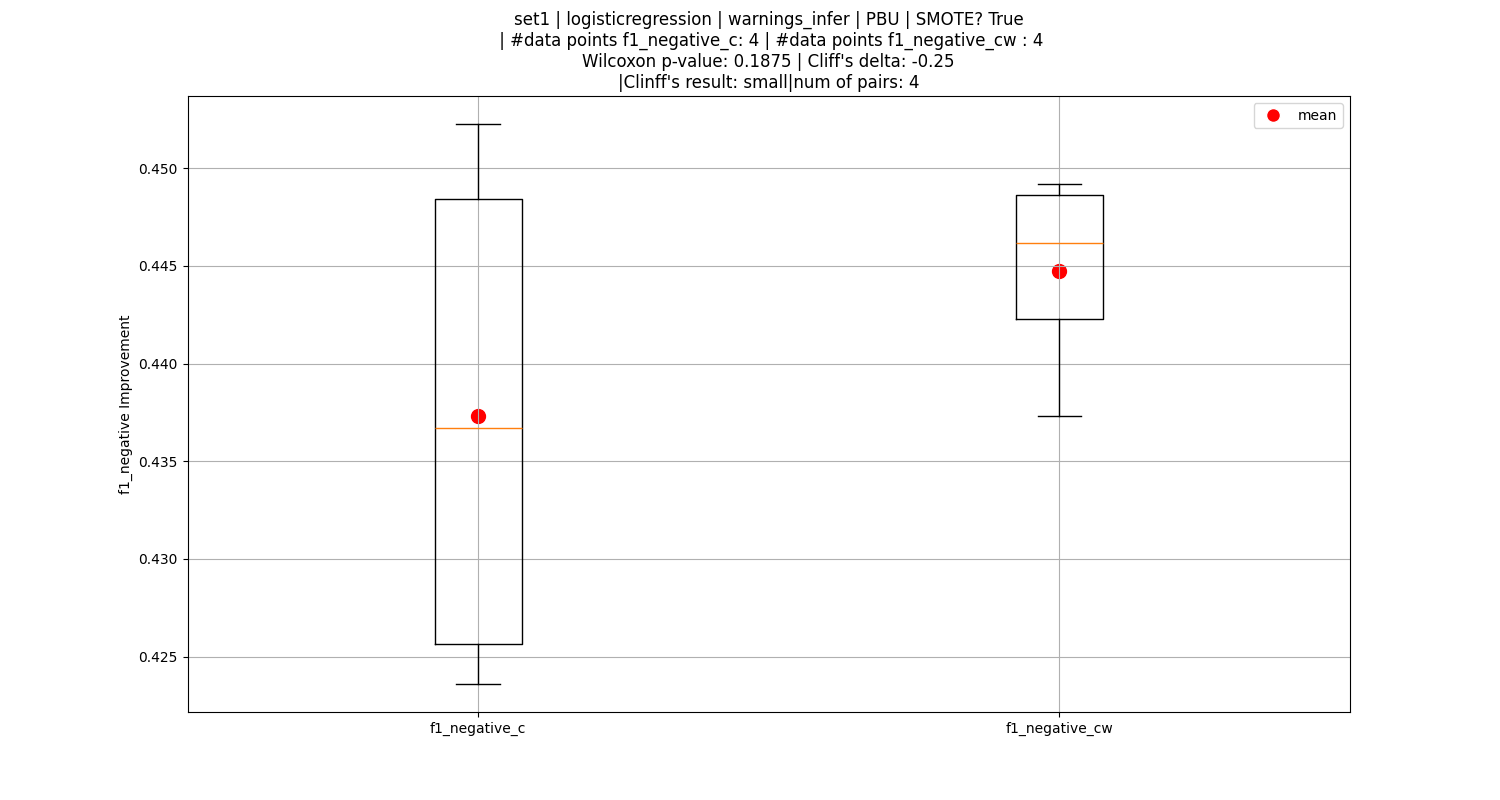 set1 | logisticregression | warnings_infer | PBU | SMOTE? True
| #data points f1_negative_c: 4 | #data points f1_negative_cw : 4
Wilcoxon p-value: 0.1875 | Cliff's delta: -0.25
|Clinff's result: small|num of pairs: 4
mean
0.450
0.445
0.440
0.435
0.430
0.425
f1_negative Improvement
f1_negative_c
f1_negative_cw